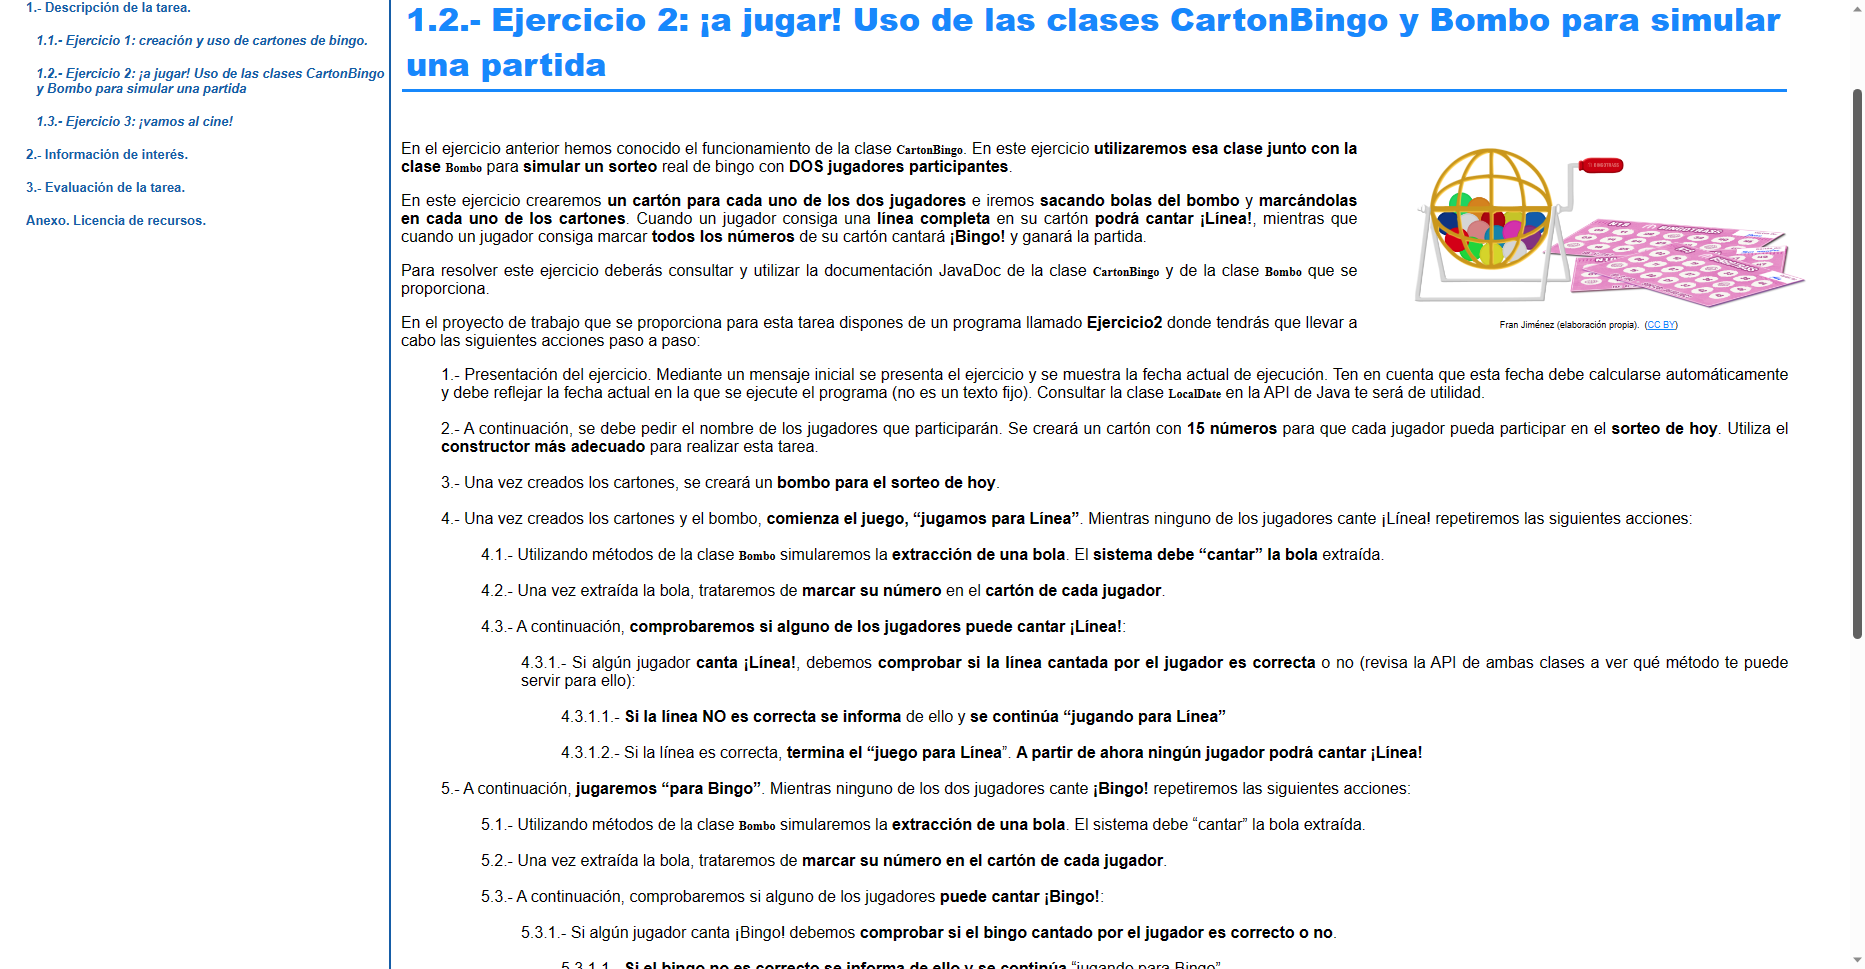 1.- Descripción de la tarea.
1.1.- Ejercicio 1: creación y uso de cartones de bingo.
1.2.- Ejercicio 2: ¡a jugar! Uso de las clases CartonBingo
y Bombo para simular una partida
1.3.- Ejercicio 3: ¡vamos al cine!
2.- Información de interés.
3.- Evaluación de la tarea.
Anexo. Licencia de recursos.
1.2.- Ejercicio 2: ¡a jugar! Uso de las clases CartonBingo y Bombo para simular
una partida
En el ejercicio anterior hemos conocido el funcionamiento de la clase CartonBingo. En este ejercicio utilizaremos esa clase junto con la
clase Bombo para simular un sorteo real de bingo con DOS jugadores participantes.
En este ejercicio crearemos un cartón para cada uno de los dos jugadores e iremos sacando bolas del bombo y marcándolas
en cada uno de los cartones. Cuando un jugador consiga una línea completa en su cartón podrá cantar ¡Línea!, mientras que
cuando un jugador consiga marcar todos los números de su cartón cantará ¡Bingo! y ganará la partida.
Para resolver este ejercicio deberás consultar y utilizar la documentación JavaDoc de la clase CartonBingo y de la clase Bombo que se
proporciona.
En el proyecto de trabajo que se proporciona para esta tarea dispones de un programa llamado Ejercicio2 donde tendrás que llevar a
cabo las siguientes acciones paso a paso:
Fran Jiménez (elaboración propia). (CC BY)
1.- Presentación del ejercicio. Mediante un mensaje inicial se presenta el ejercicio y se muestra la fecha actual de ejecución. Ten en cuenta que esta fecha debe calcularse automáticamente
y debe reflejar la fecha actual en la que se ejecute el programa (no es un texto fijo). Consultar la clase LocalDate en la API de Java te será de utilidad.
2.- A continuación, se debe pedir el nombre de los jugadores que participarán. Se creará un cartón con 15 números para que cada jugador pueda participar en el sorteo de hoy. Utiliza el
constructor más adecuado para realizar esta tarea.
3.- Una vez creados los cartones, se creará un bombo para el sorteo de hoy.
4.- Una vez creados los cartones y el bombo, comienza el juego, “jugamos para Línea”. Mientras ninguno de los jugadores cante ¡Línea! repetiremos las siguientes acciones:
4.1.- Utilizando métodos de la clase Bombo simularemos la extracción de una bola. El sistema debe “cantar” la bola extraída.
4.2.- Una vez extraída la bola, trataremos de marcar su número en el cartón de cada jugador.
4.3.- A continuación, comprobaremos si alguno de los jugadores puede cantar ¡Línea!:
4.3.1.- Si algún jugador canta ¡Línea!, debemos comprobar si la línea cantada por el jugador es correcta o no (revisa la API de ambas clases a ver qué método te puede
servir para ello):
4.3.1.1.- Si la línea NO es correcta se informa de ello y se continúa “jugando para Línea”
4.3.1.2.- Si la línea es correcta, termina el “juego para Línea”. A partir de ahora ningún jugador podrá cantar ¡Línea!
5.- A continuación, jugaremos “para Bingo”. Mientras ninguno de los dos jugadores cante ¡Bingo! repetiremos las siguientes acciones:
5.1.- Utilizando métodos de la clase Bombo simularemos la extracción de una bola. El sistema debe “cantar” la bola extraída.
5.2.- Una vez extraída la bola, trataremos de marcar su número en el cartón de cada jugador.
5.3.- A continuación, comprobaremos si alguno de los jugadores puede cantar ¡Bingo!:
5.3.1.- Si algún jugador canta ¡Bingo! debemos comprobar si el bingo cantado por el jugador es correcto o no.
5.3.1.1.- Si el bingo no es correcto se informa de ello y se continúa “jugando para Bingo”